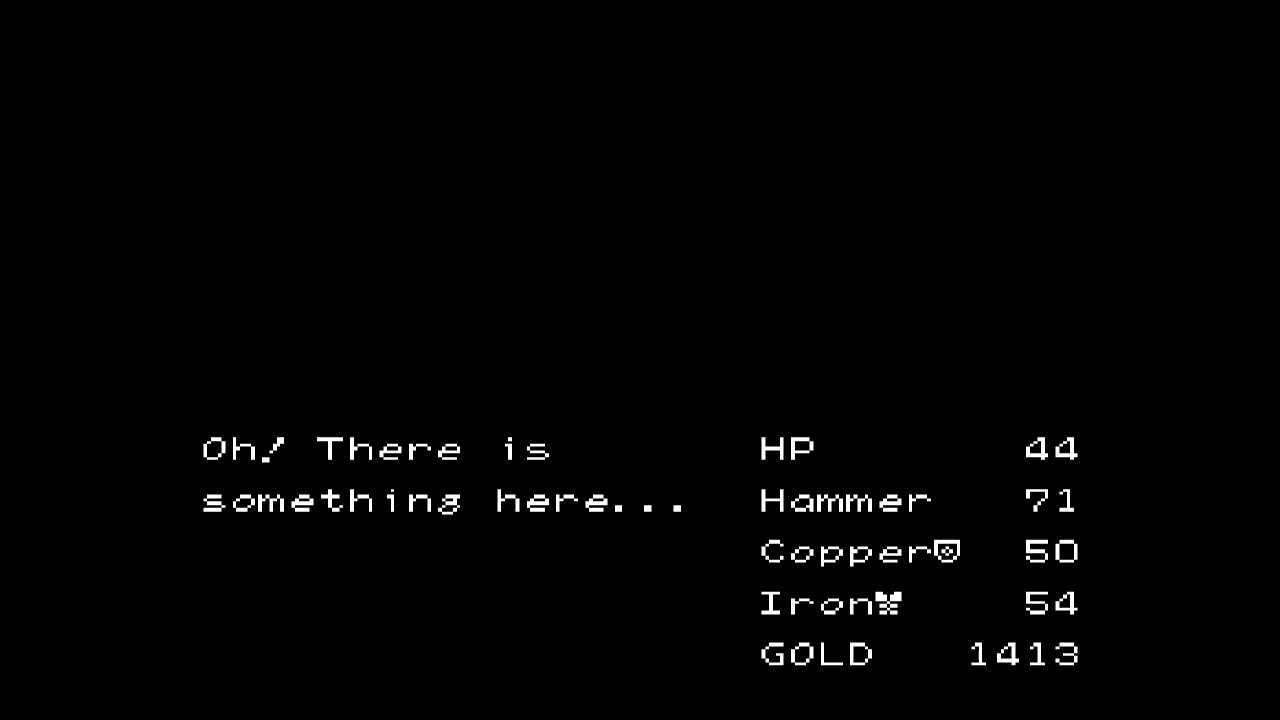 Oh! There is
something here...
HP 44
Hammer 71
Copper 50
Iron 54
GOLD 1413